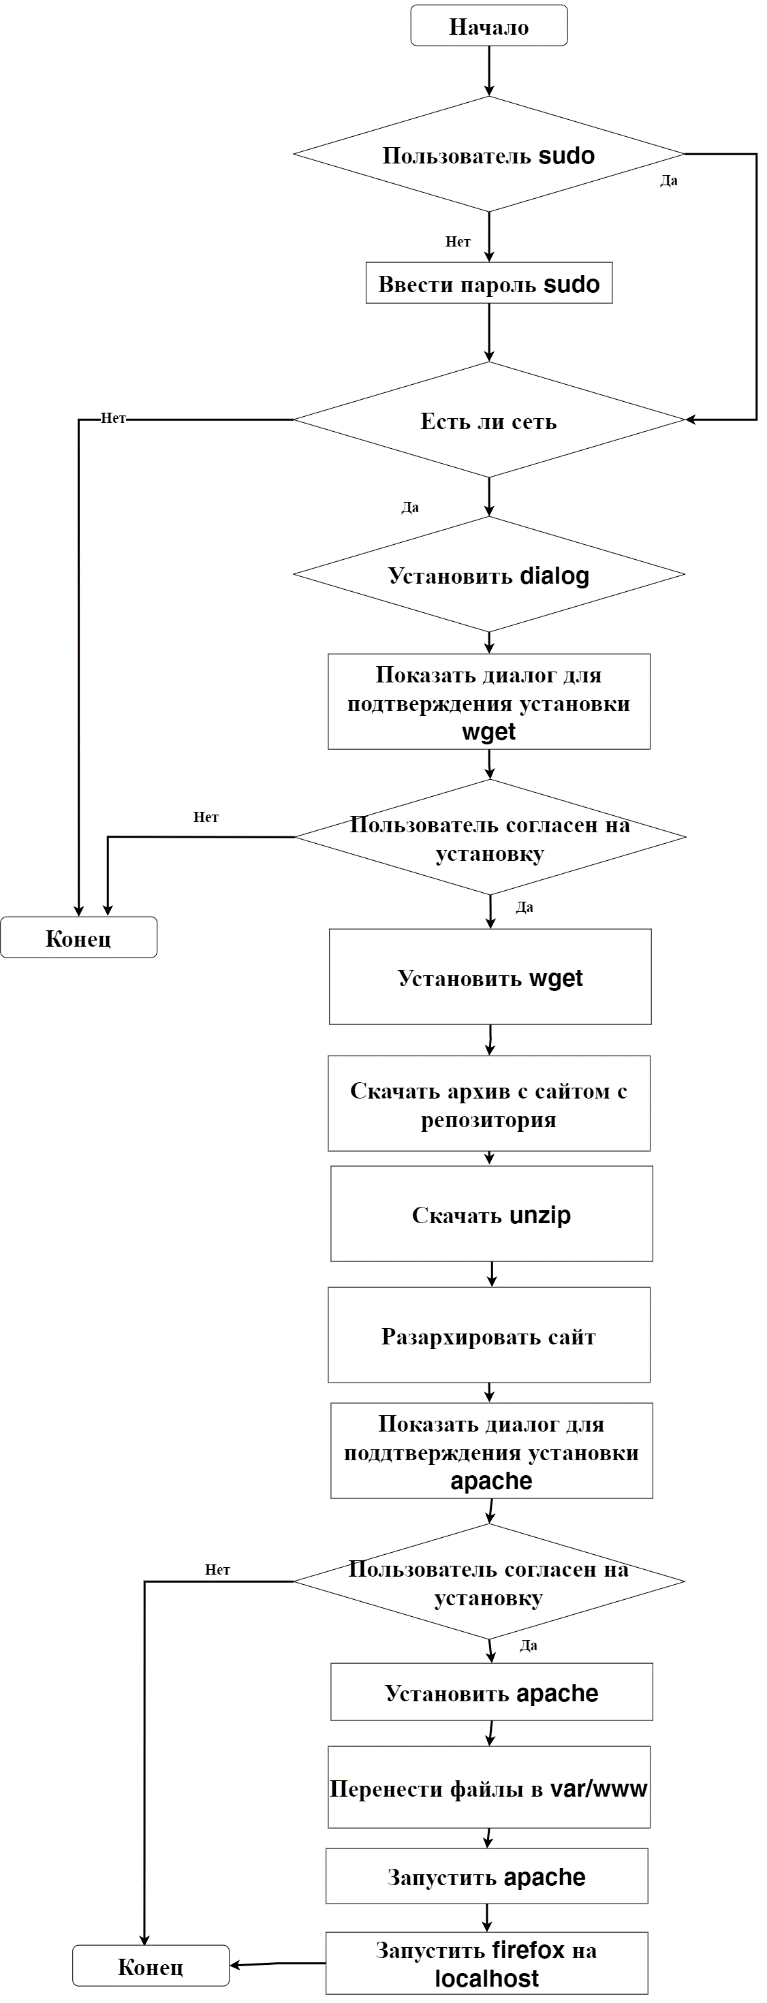 Начало
Пользователь sudo
Да
Нет
Ввести пароль sudo
Есть ли сеть
Нет
Да
Установить dialog
Показать диалог для
подтверждения установки
wget
Нет
Пользователь согласен на
установку
Да
Конец
Установить wget
Скачать архив с сайтом с
репозитория
Скачать unzip
Разархировать сайт
Показать диалог для
поддтверждения установки
apache
Нет
Пользователь согласен на
установку
Да
Установить apache
Перенести файлы в var/www
Запустить apache
Запустить firefox на
localhost
Конец